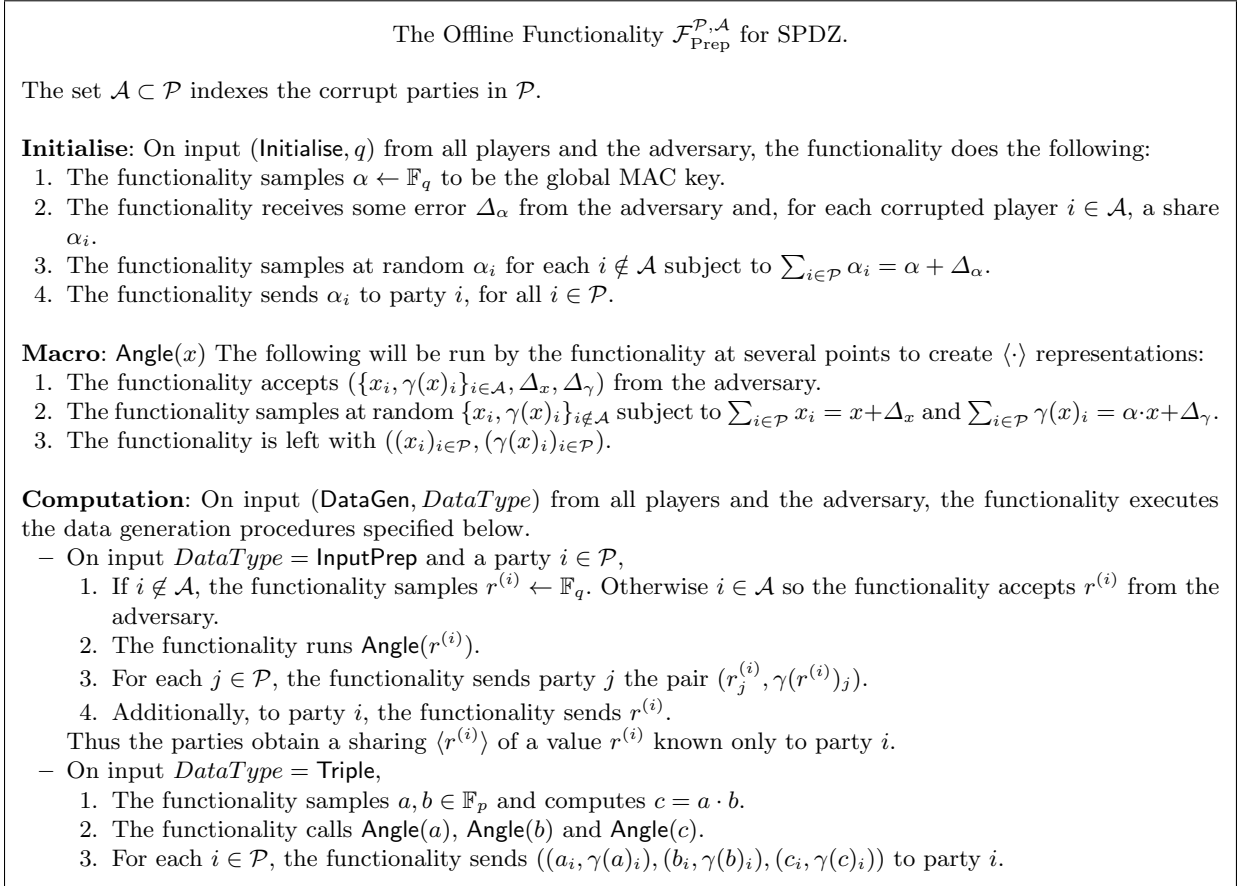 The Offline Functionality $\mathcal{F}_{\text{Prep}}^{\mathcal{P},\mathcal{A}}$ for SPDZ.
The set $\mathcal{A} \subset \mathcal{P}$ indexes the corrupt parties in $\mathcal{P}$.
Initialise: On input (Initialise, $q$) from all players and the adversary, the functionality does the following:
1. The functionality samples $\alpha \leftarrow \mathbb{F}_q$ to be the global MAC key.
2. The functionality receives some error $\Delta_\alpha$ from the adversary and, for each corrupted player $i \in \mathcal{A}$, a share
$\alpha_i$.
3. The functionality samples at random $\alpha_i$ for each $i \notin \mathcal{A}$ subject to $\sum_{i \in \mathcal{P}} \alpha_i = \alpha + \Delta_\alpha$.
4. The functionality sends $\alpha_i$ to party $i$, for all $i \in \mathcal{P}$.
Macro: Angle($x$) The following will be run by the functionality at several points to create $\langle \cdot \rangle$ representations:
1. The functionality accepts $(\{x_i, \gamma(x)_i\}_{i \in \mathcal{A}}, \Delta_x, \Delta_\gamma)$ from the adversary.
2. The functionality samples at random $\{x_i, \gamma(x)_i\}_{i \notin \mathcal{A}}$ subject to $\sum_{i \in \mathcal{P}} x_i = x + \Delta_x$ and $\sum_{i \in \mathcal{P}} \gamma(x)_i = \alpha \cdot x + \Delta_\gamma$.
3. The functionality is left with $((x_i)_{i \in \mathcal{P}}, (\gamma(x)_i)_{i \in \mathcal{P}})$.
Computation: On input (DataGen, $DataType$) from all players and the adversary, the functionality executes
the data generation procedures specified below.
– On input $DataType$ = InputPrep and a party $i \in \mathcal{P}$,
1. If $i \notin \mathcal{A}$, the functionality samples $r^{(i)} \leftarrow \mathbb{F}_q$. Otherwise $i \in \mathcal{A}$ so the functionality accepts $r^{(i)}$ from the
adversary.
2. The functionality runs Angle($r^{(i)}$).
3. For each $j \in \mathcal{P}$, the functionality sends party $j$ the pair $(r_j^{(i)}, \gamma(r^{(i)})_j)$.
4. Additionally, to party $i$, the functionality sends $r^{(i)}$.
Thus the parties obtain a sharing $\langle r^{(i)} \rangle$ of a value $r^{(i)}$ known only to party $i$.
– On input $DataType$ = Triple,
1. The functionality samples $a, b \in \mathbb{F}_p$ and computes $c = a \cdot b$.
2. The functionality calls Angle($a$), Angle($b$) and Angle($c$).
3. For each $i \in \mathcal{P}$, the functionality sends $((a_i, \gamma(a)_i), (b_i, \gamma(b)_i), (c_i, \gamma(c)_i))$ to party $i$.